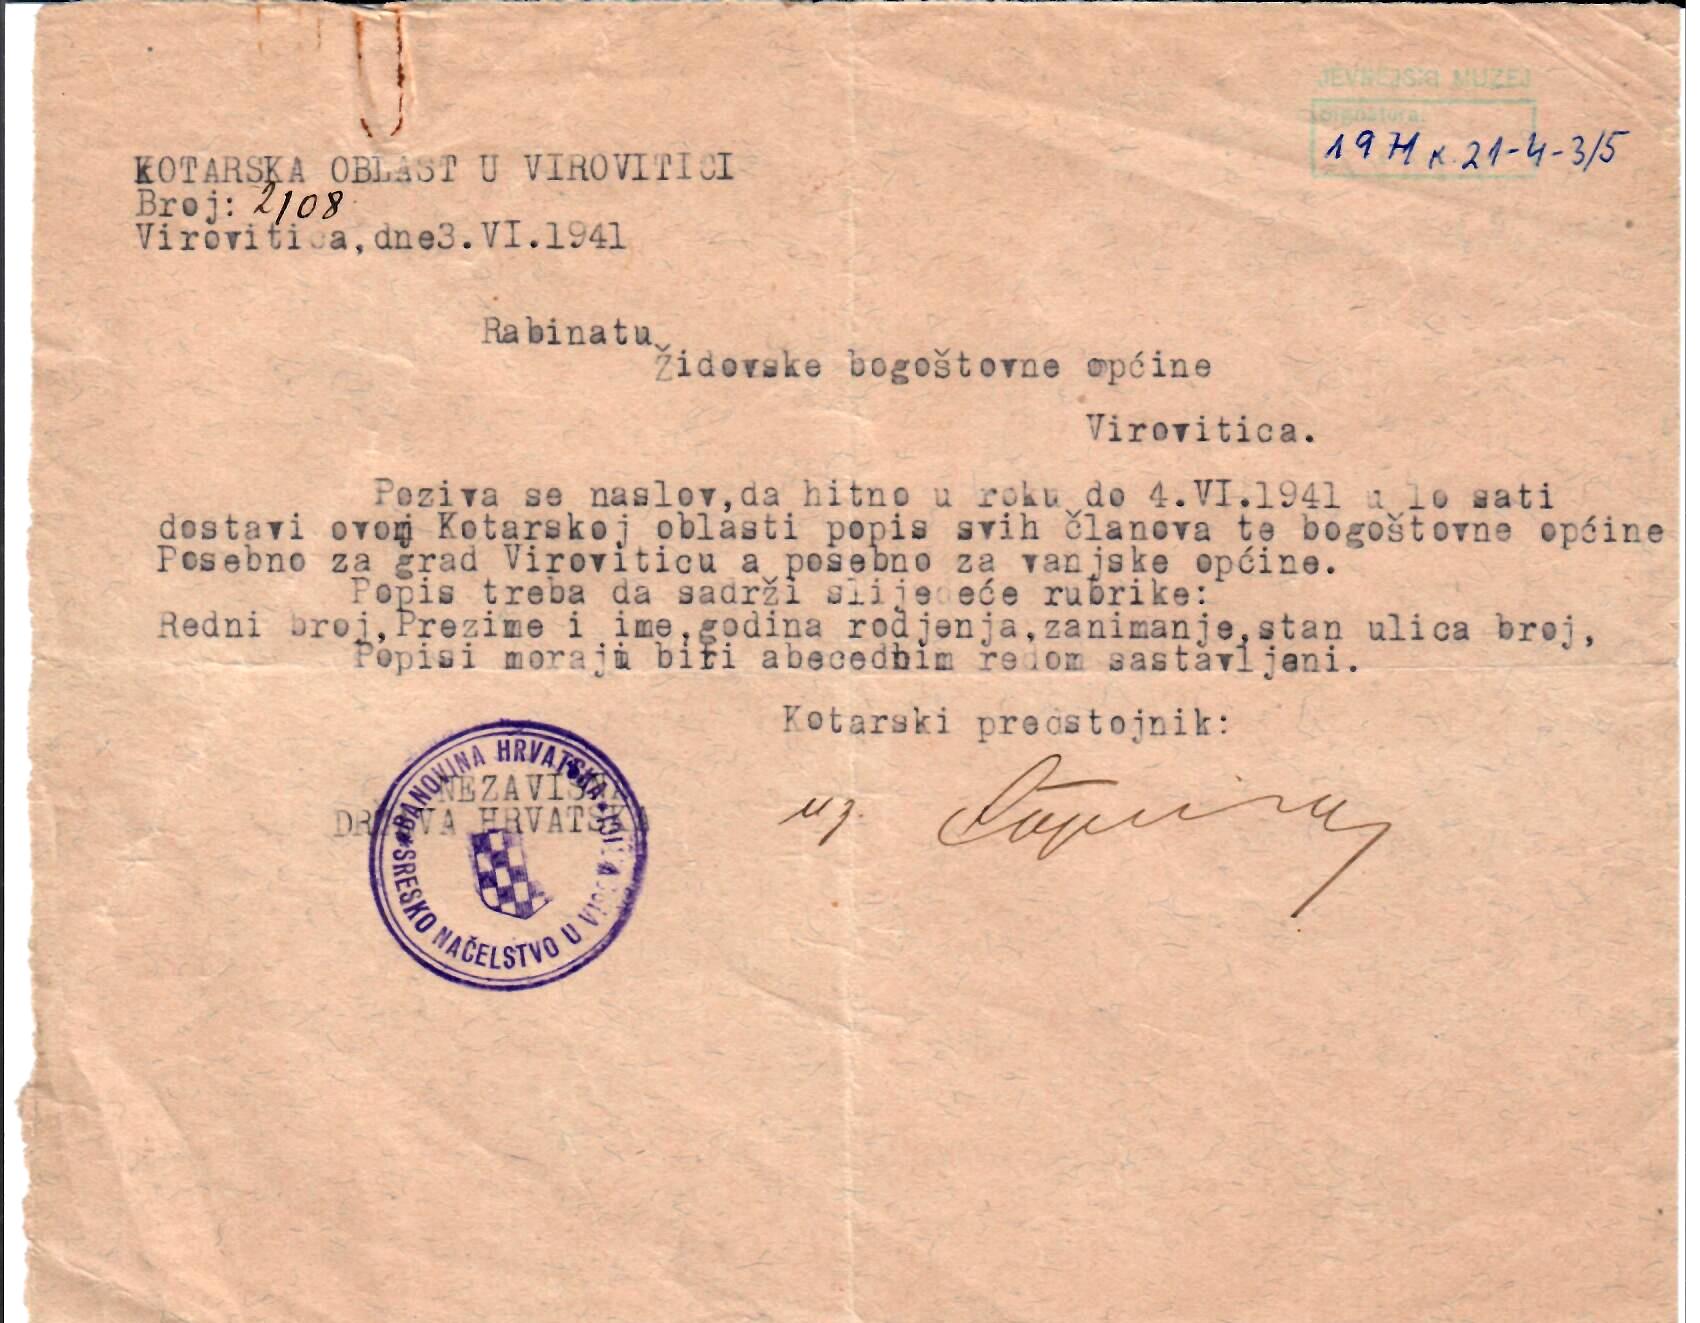 JEVREJSKI MUZEJ
Signatura:
1971 K. 21-4-3/5
KOTARSKA OBLAST U VIROVITICI
Broj: 2108
Virovitica,dne3.VI.1941
Rabinatu
Židovske bogoštovne općine
Virovitica.
Poziva se naslov,da hitno u roku do 4.VI.1941 u lo sati
dostavi ovoj Kotarskoj oblasti popis svih članova te bogoštovne općine
Posebno za grad Viroviticu a posebno za vanjske općine.
Popis treba da sadrži slijedeće rubrike:
Redni broj,Prezime i ime,godina rodjenja,zanimanje,stan ulica broj,
Popisi moraju biti abecednim redom sastavljeni.
Kotarski predstojnik:
NEZAVISNA
DRŽAVA HRVATSKA
BANOVINA HRVATSKA
SRESKO NAČELSTVO U
uz.